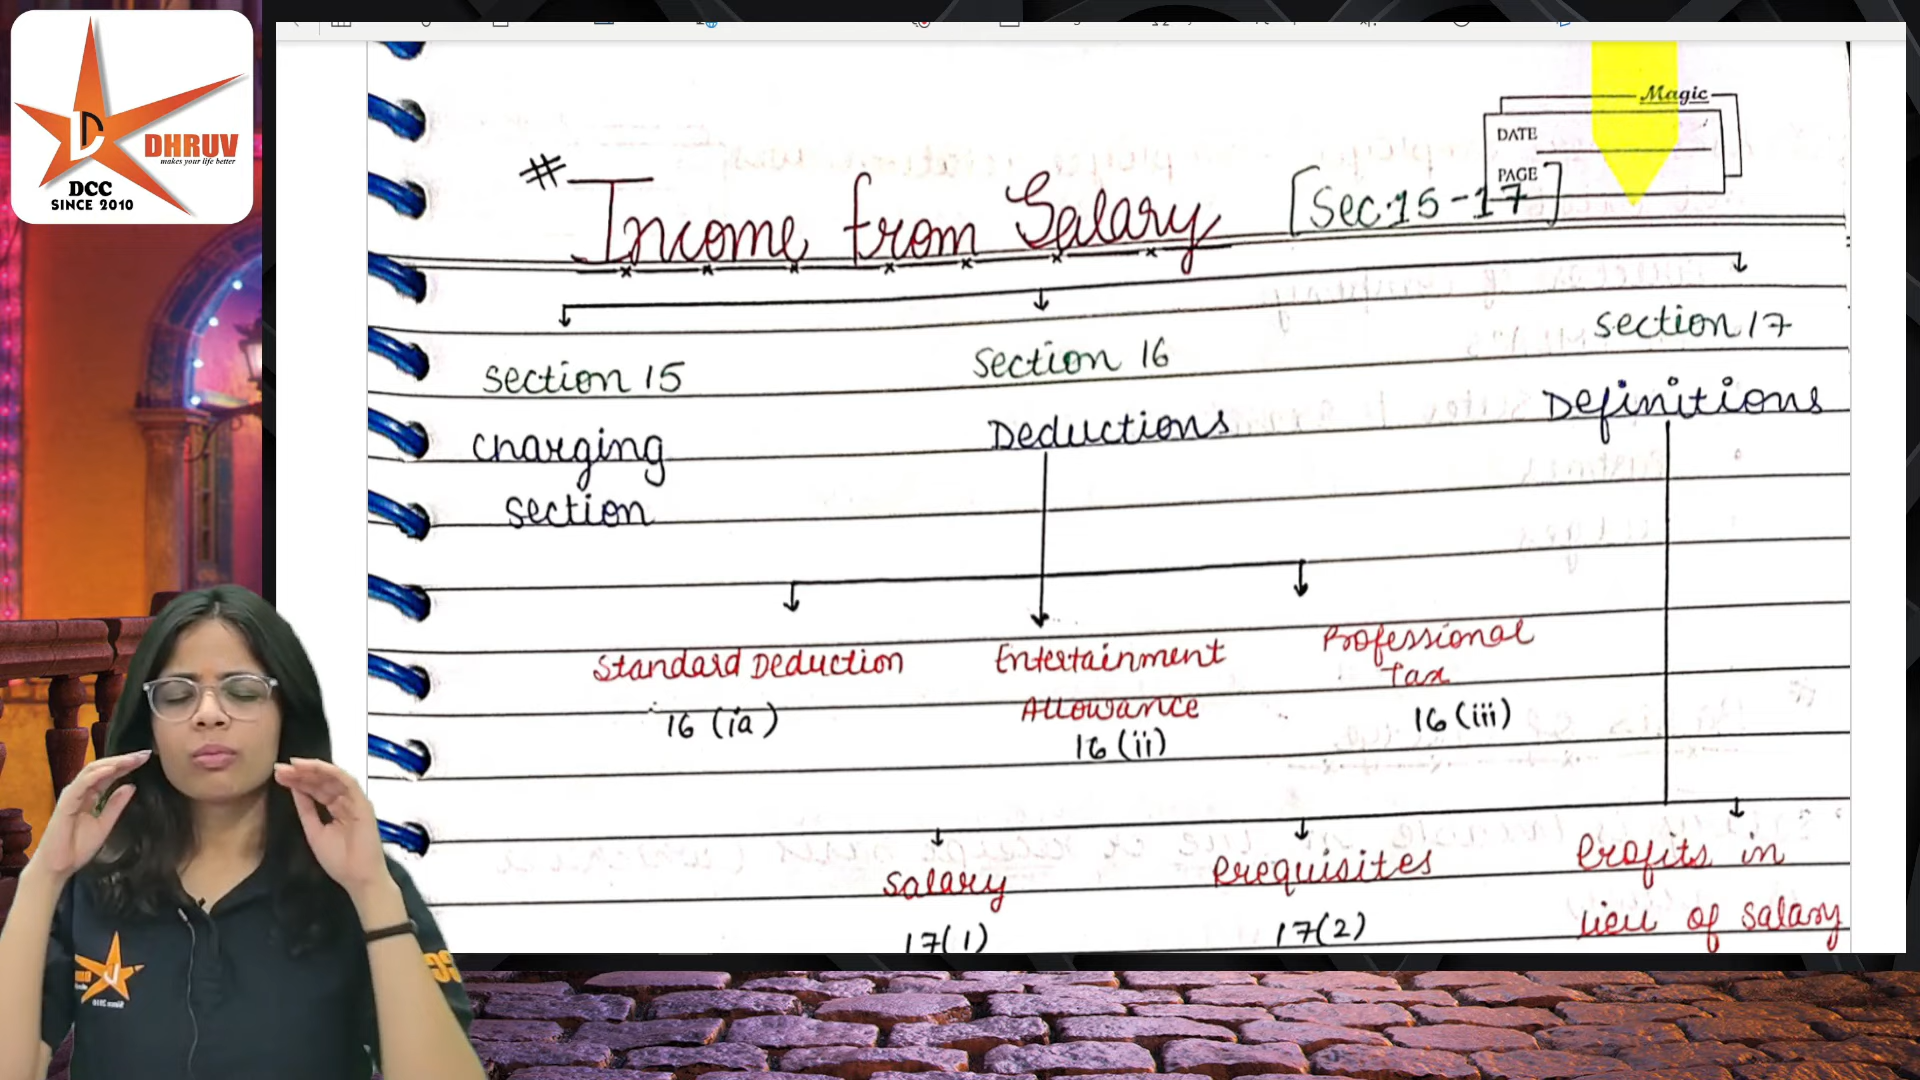 D
DHRUV
makes your life better
DCC
SINCE 2010
Magic
DATE
PAGE
# Income from Salary [Sec.15-17]
Section 15
Section 16
Section 17
Charging
Section
Deductions
Definitions
Standard Deduction
16 (ia)
Entertainment
Allowance
16 (ii)
Professional
Tax
16 (iii)
Salary
17(1)
Prequisites
17(2)
Profits in
lieu of salary